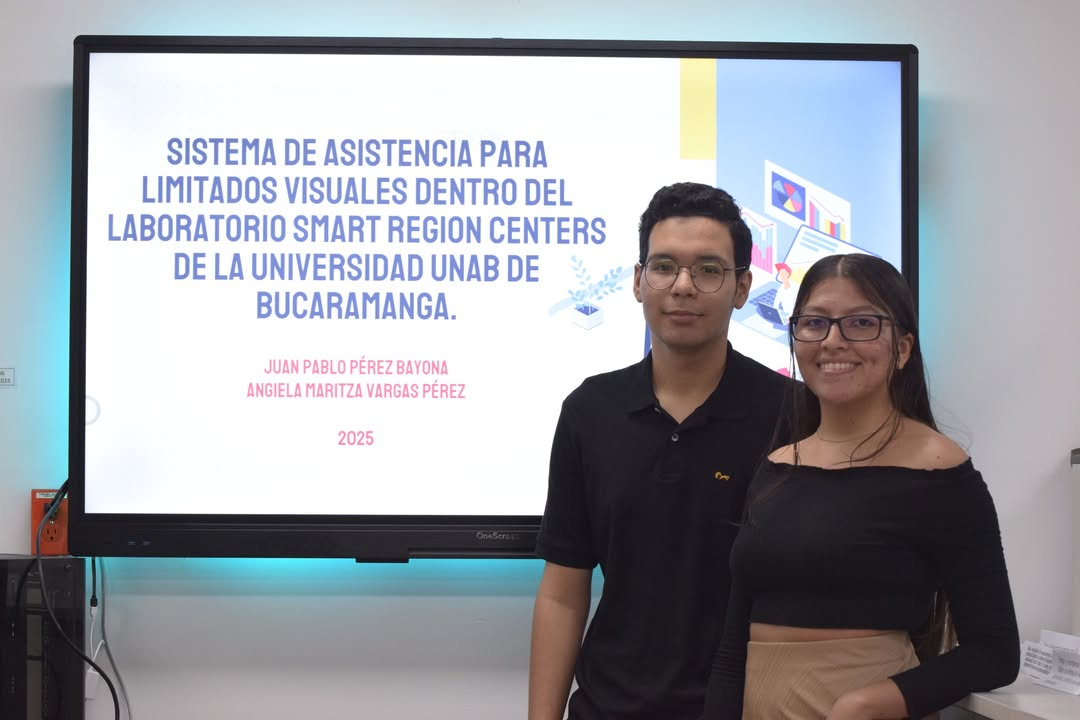 SISTEMA DE ASISTENCIA PARA
LIMITADOS VISUALES DENTRO DEL
LABORATORIO SMART REGION CENTERS
DE LA UNIVERSIDAD UNAB DE
BUCARAMANGA.
JUAN PABLO PÉREZ BAYONA
ANGIELA MARITZA VARGAS PÉREZ
2025